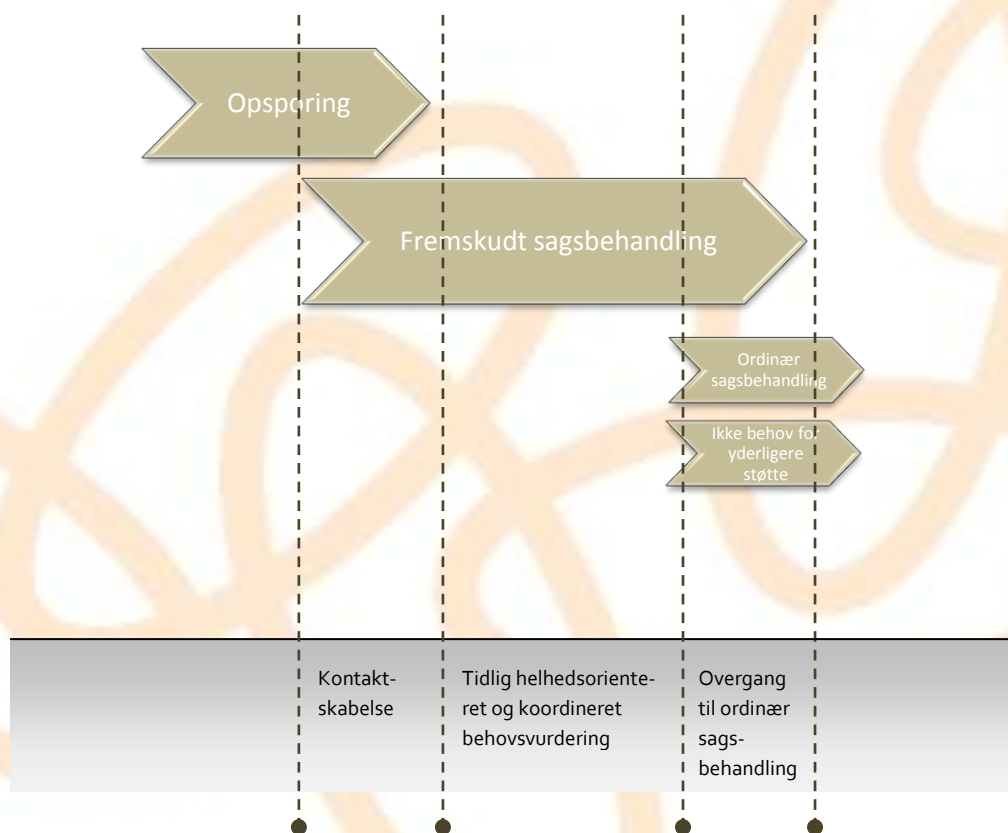 Opsporing
Fremskudt sagsbehandling
Ordinær
sagsbehandling
Ikke behov for
yderligere
støtte
Kontakt-
skabelse
Tidlig helhedsoriente-
ret og koordineret
behovsvurdering
Overgang
til ordinær
sags-
behandling